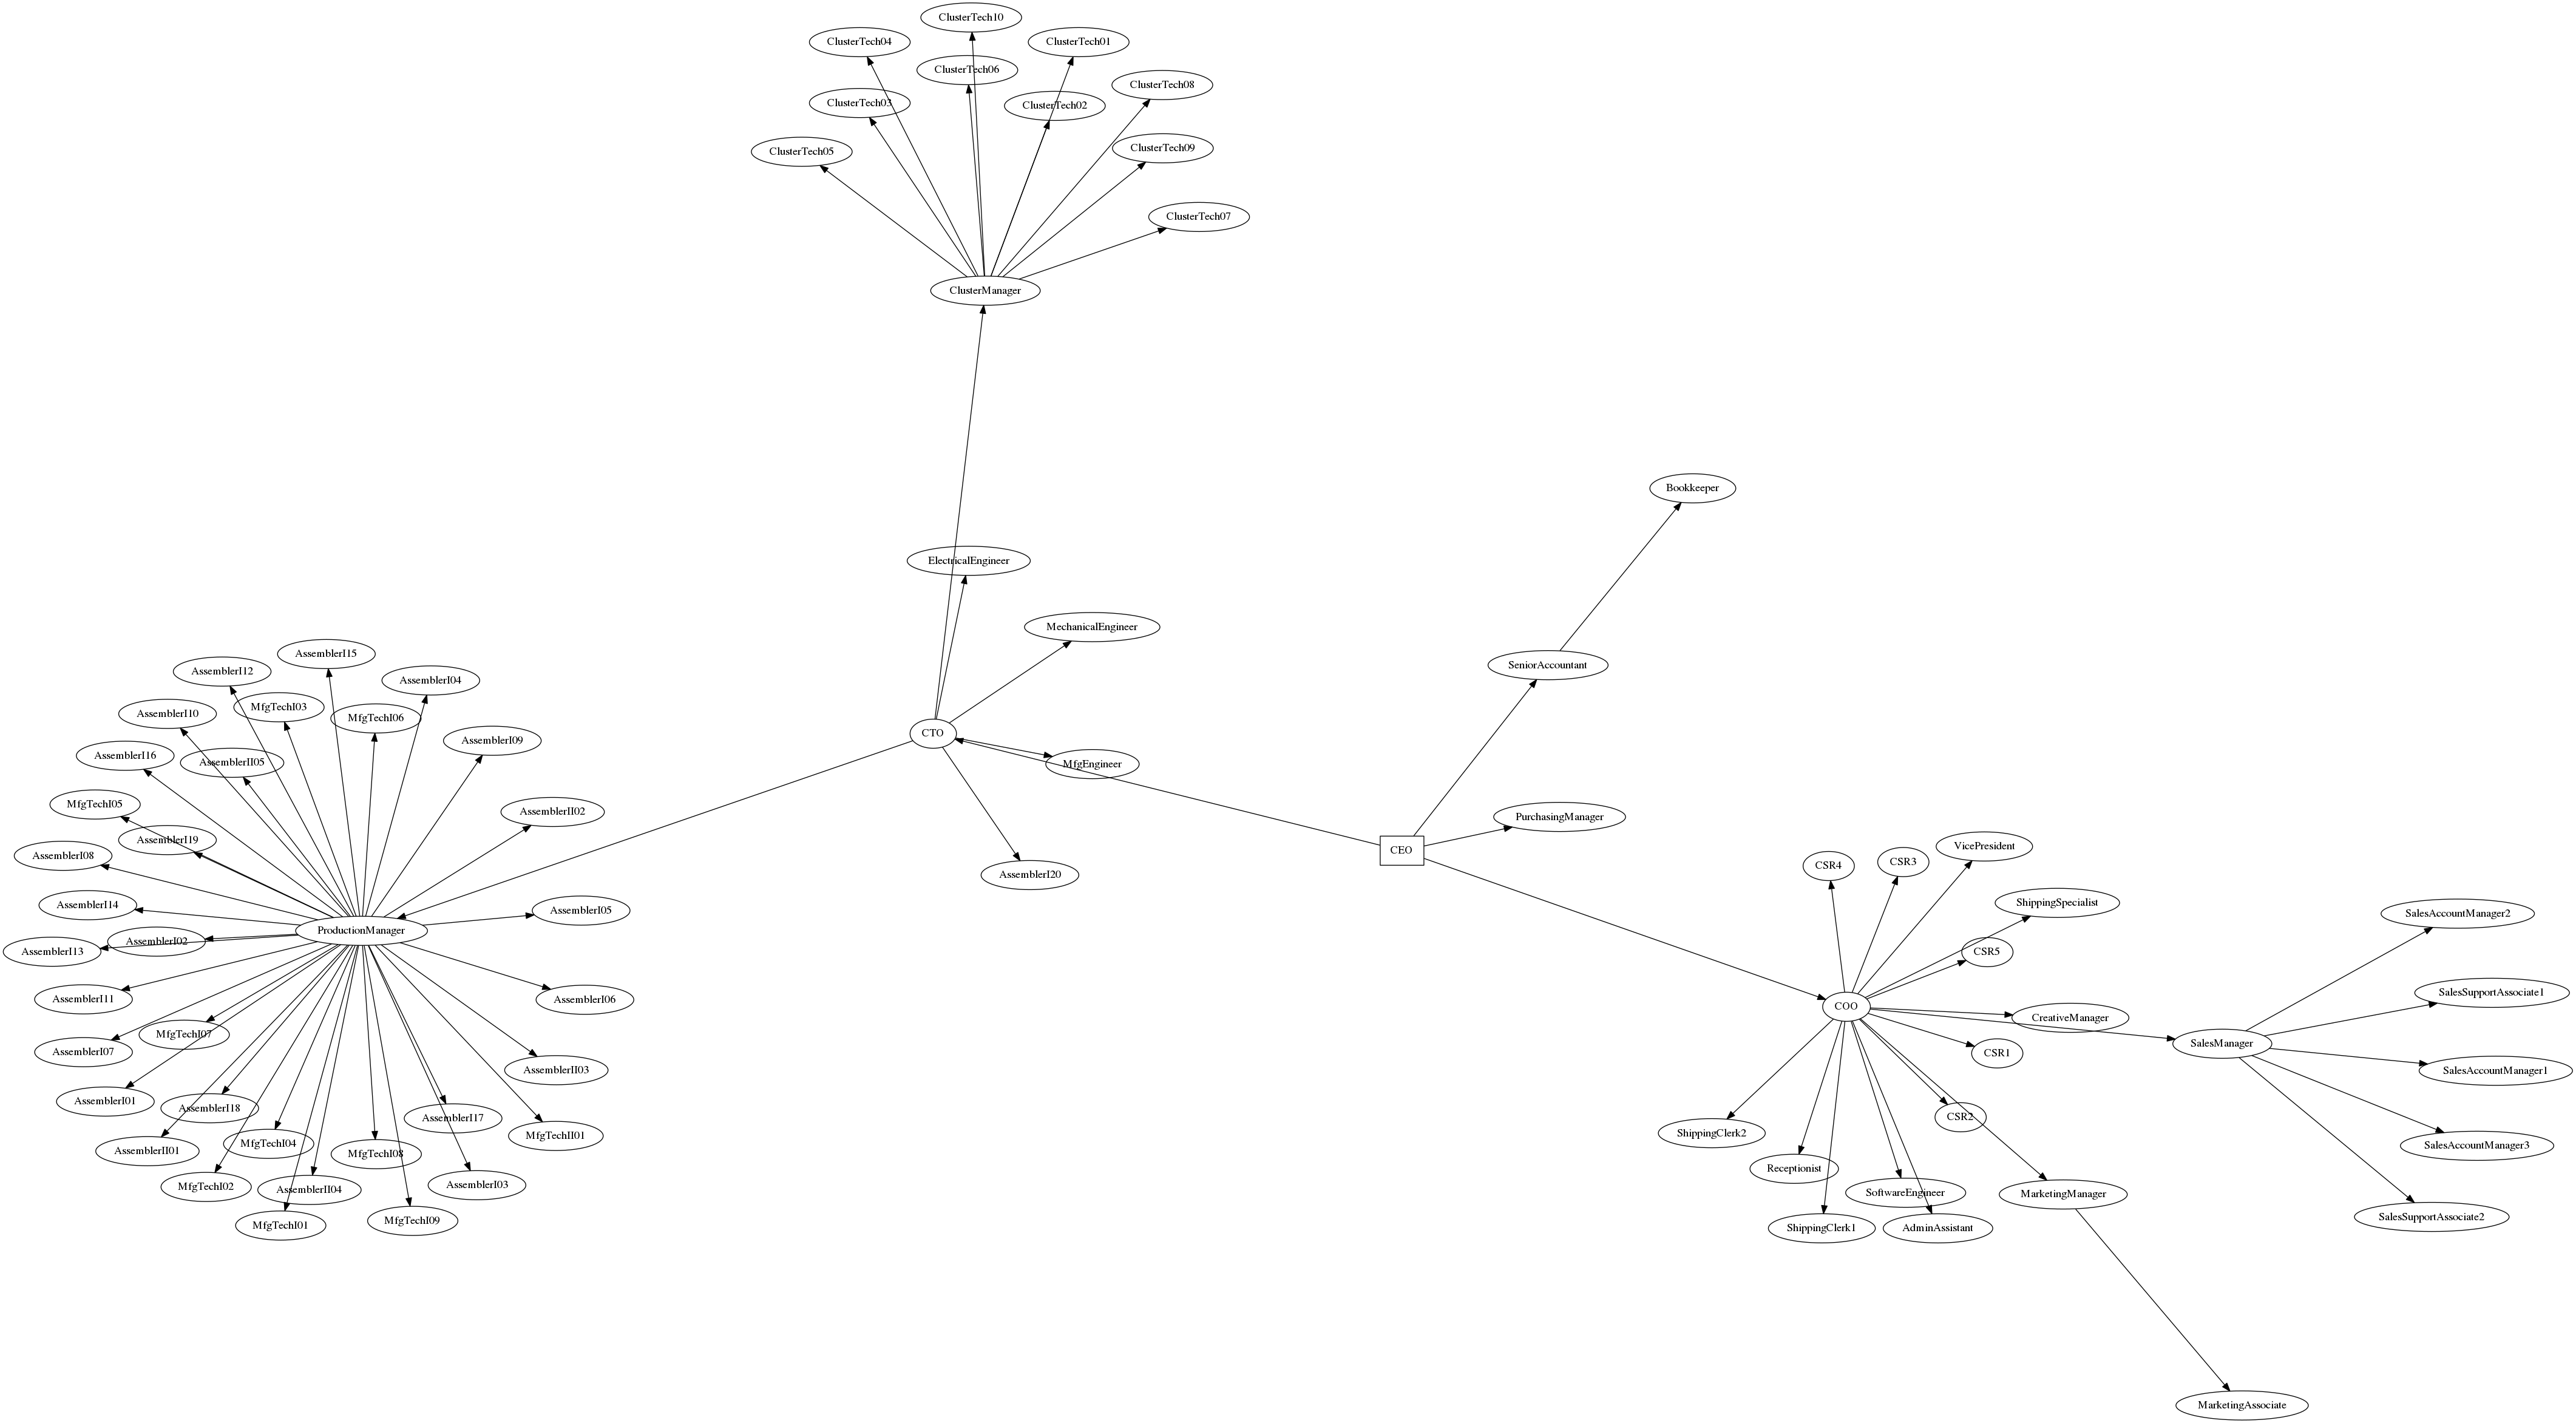 ClusterTech10
ClusterTech04
ClusterTech01
ClusterTech06
ClusterTech08
ClusterTech03
ClusterTech02
ClusterTech09
ClusterTech05
ClusterTech07
ClusterManager
Bookkeeper
ElectricalEngineer
MechanicalEngineer
SeniorAccountant
AssemblerI15
AssemblerI12
AssemblerI04
MfgTechI03
AssemblerI10
MfgTechI06
CTO
AssemblerI09
AssemblerI16
AssemblerII05
MfgEngineer
MfgTechI05
AssemblerII02
PurchasingManager
AssemblerI19
VicePresident
CEO
AssemblerI08
CSR3
CSR4
AssemblerI20
ShippingSpecialist
AssemblerI14
AssemblerI05
SalesAccountManager2
ProductionManager
AssemblerI02
AssemblerI13
CSR5
SalesSupportAssociate1
AssemblerI11
AssemblerI06
COO
CreativeManager
MfgTechI07
SalesManager
AssemblerI07
CSR1
AssemblerII03
SalesAccountManager1
AssemblerI01
AssemblerI18
AssemblerI17
CSR2
ShippingClerk2
MfgTechII01
MfgTechI04
SalesAccountManager3
AssemblerII01
MfgTechI08
Receptionist
AssemblerI03
MfgTechI02
AssemblerII04
SoftwareEngineer
MarketingManager
SalesSupportAssociate2
MfgTechI09
MfgTechI01
ShippingClerk1
AdminAssistant
MarketingAssociate